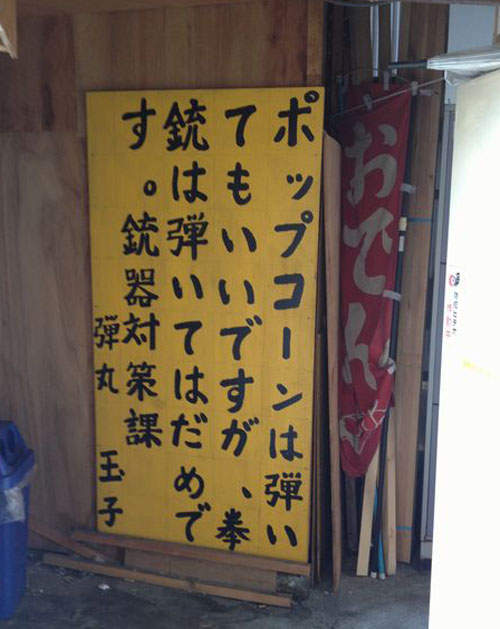 ポップコーンは弾い
てもいいですが、拳
銃は弾いてはだめで
す。銃器対策課
弾丸 玉子
おでん